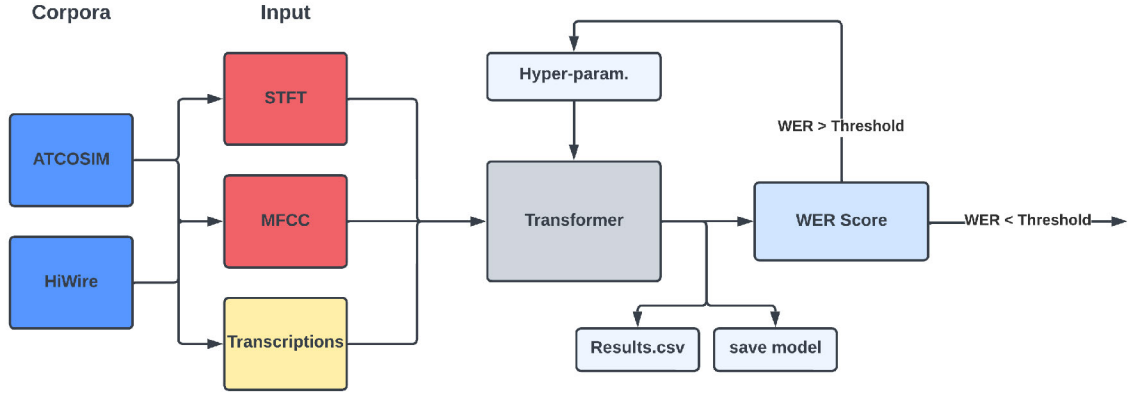 Corpora
Input
STFT
Hyper-param.
WER > Threshold
ATCOSIM
MFCC
Transformer
WER Score
WER < Threshold
HiWire
Transcriptions
Results.csv
save model